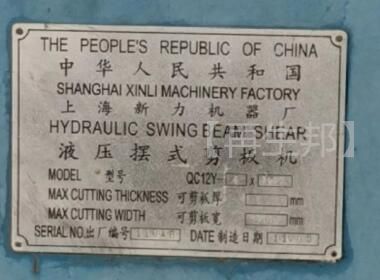 THE PEOPLE'S REPUBLIC OF CHINA
中华人民共和国
SHANGHAI XINLI MACHINERY FACTORY
上海新力机器厂
HYDRAULIC SWING BEAM SHEAR
液压摆式剪板机
MODEL 型号 QC12Y- x
MAX CUTTING THICKNESS 可剪板厚 mm
MAX CUTTING WIDTH 可剪板宽 mm
SERIAL NO.出厂编号 DATE 制造日期
【再生邦】